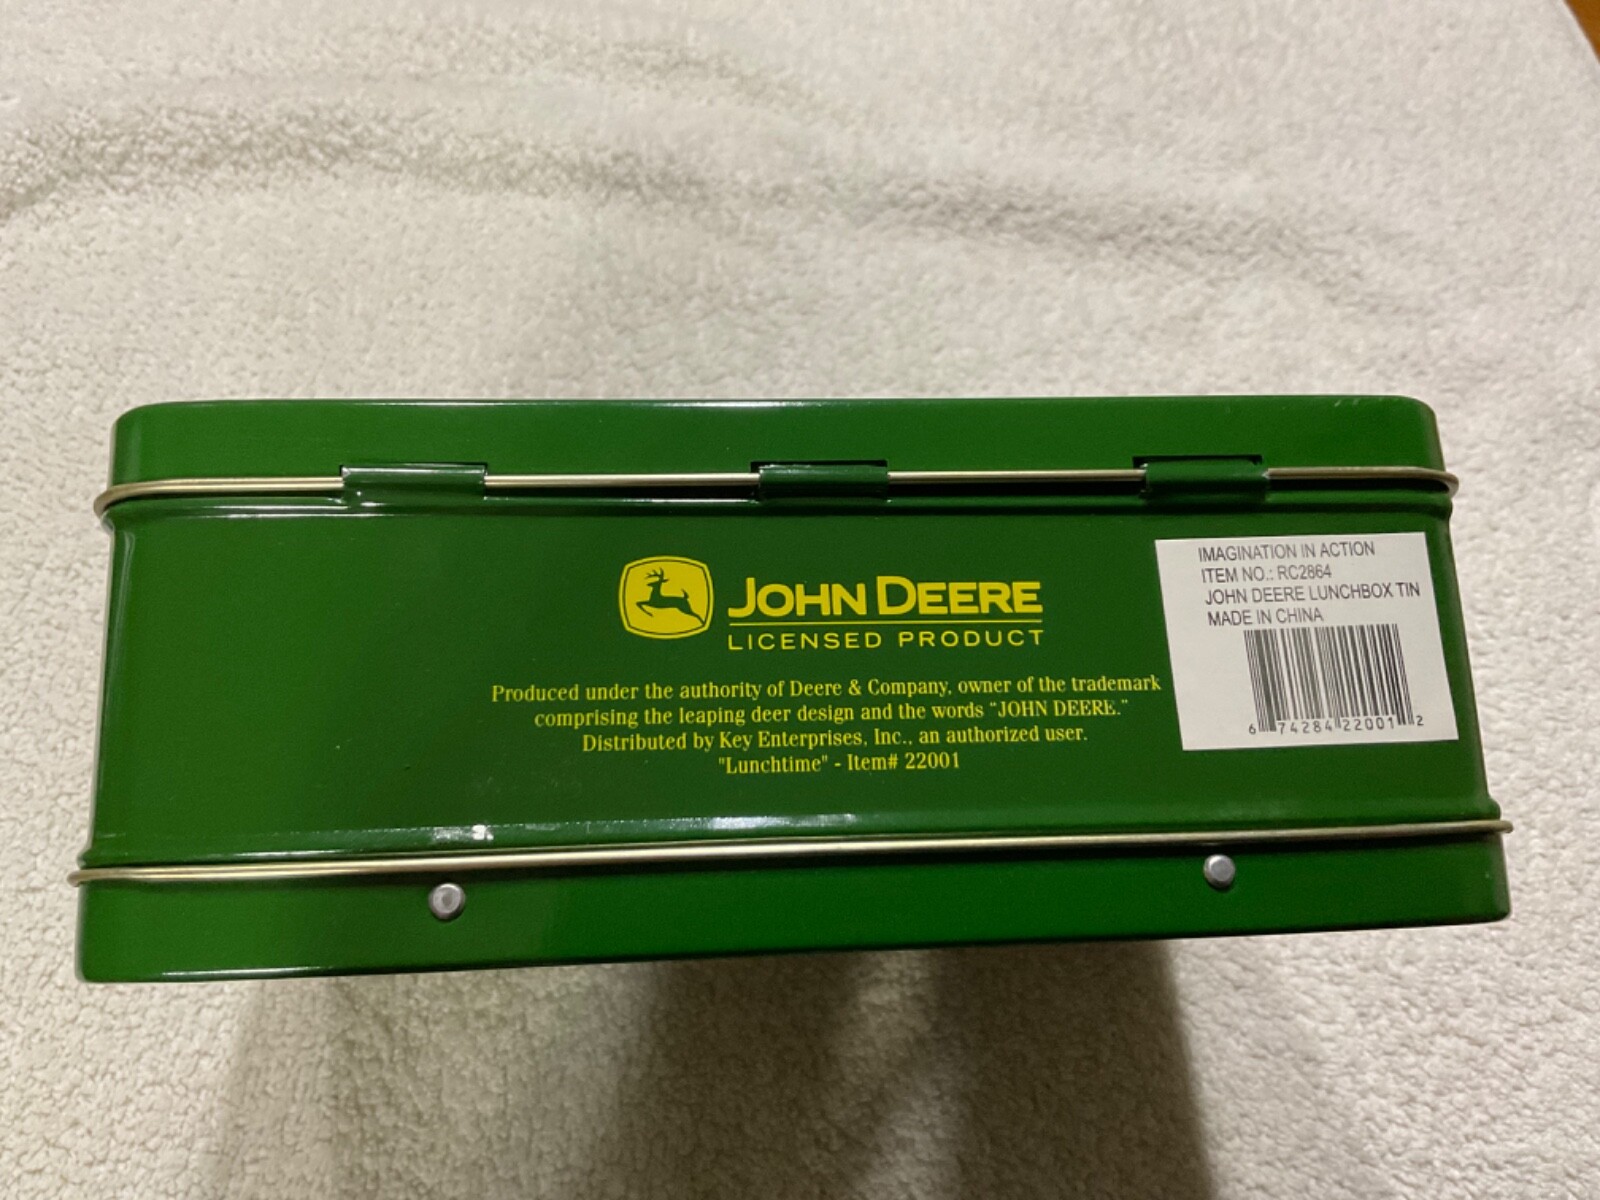 JOHN DEERE
LICENSED PRODUCT
Produced under the authority of Deere & Company, owner of the trademark
comprising the leaping deer design and the words "JOHN DEERE."
Distributed by Key Enterprises, Inc., an authorized user.
"Lunchtime" - Item# 22001
IMAGINATION IN ACTION
ITEM NO.: RC2864
JOHN DEERE LUNCHBOX TIN
MADE IN CHINA
6 74284 22001 2